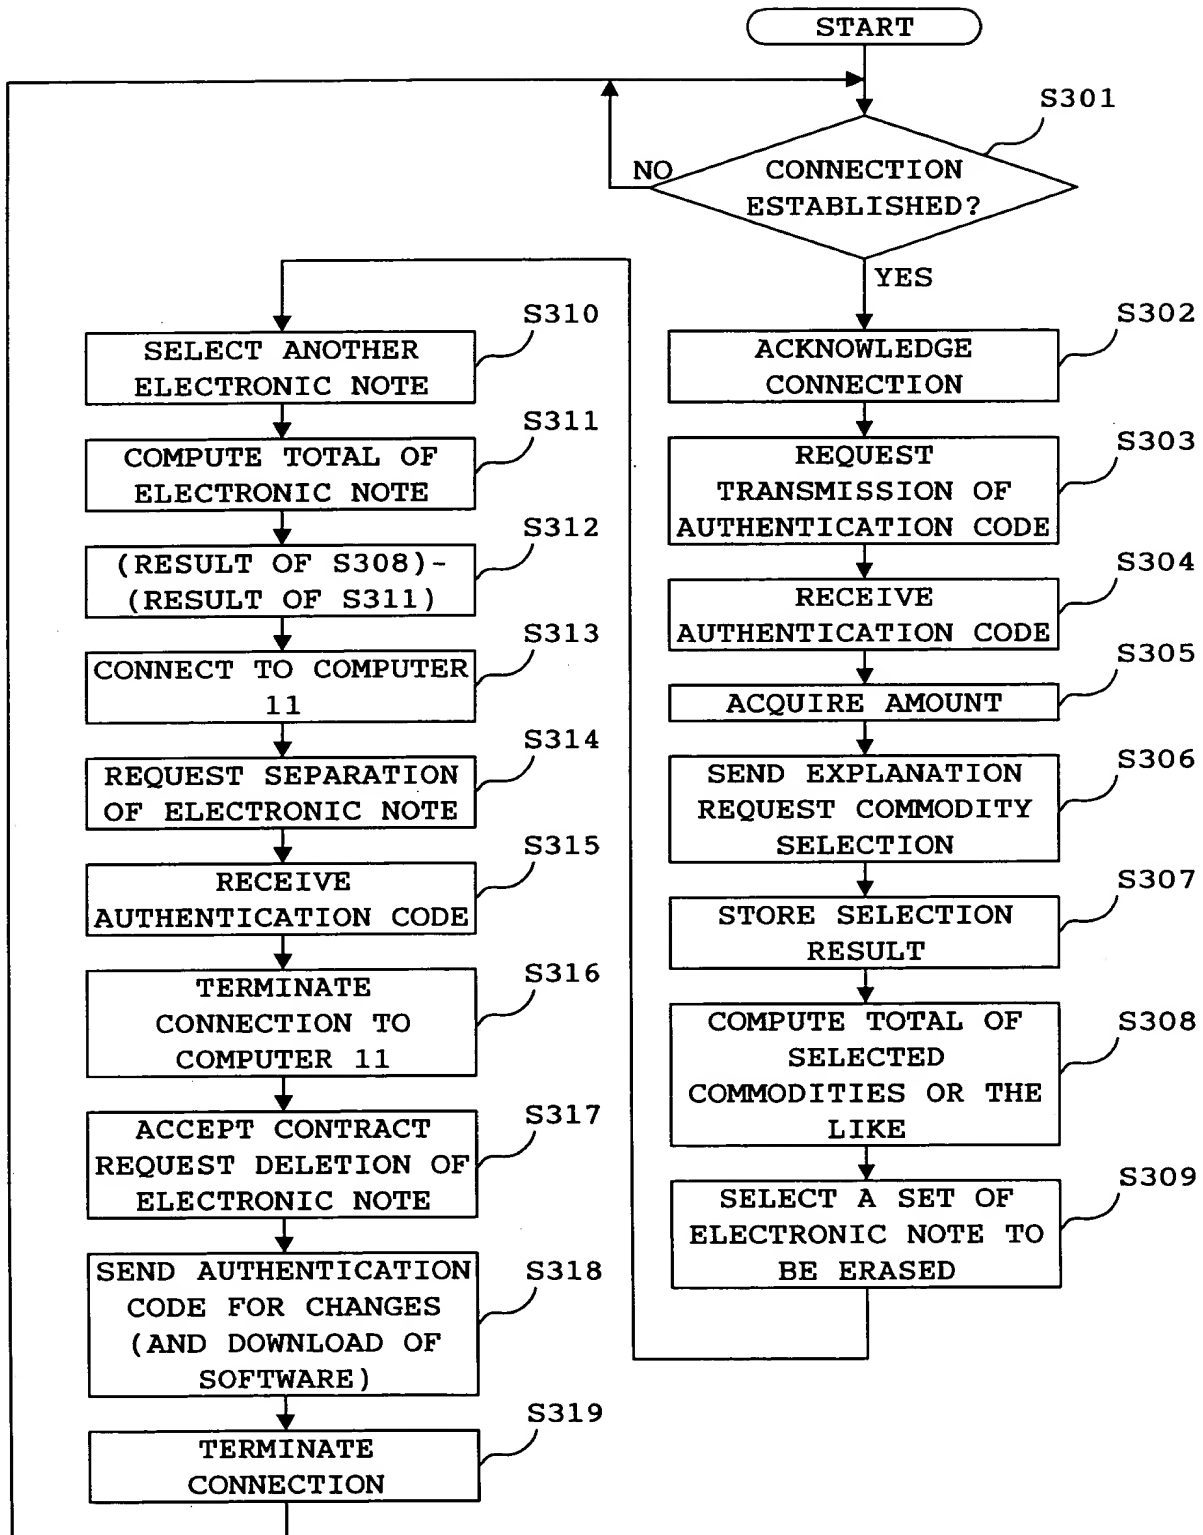 START
S301
CONNECTION
ESTABLISHED?
NO
YES
S302
ACKNOWLEDGE
CONNECTION
S303
REQUEST
TRANSMISSION OF
AUTHENTICATION CODE
S304
RECEIVE
AUTHENTICATION CODE
S305
ACQUIRE AMOUNT
S306
SEND EXPLANATION
REQUEST COMMODITY
SELECTION
S307
STORE SELECTION
RESULT
S308
COMPUTE TOTAL OF
SELECTED
COMMODITIES OR THE
LIKE
S309
SELECT A SET OF
ELECTRONIC NOTE TO
BE ERASED
S310
SELECT ANOTHER
ELECTRONIC NOTE
S311
COMPUTE TOTAL OF
ELECTRONIC NOTE
S312
(RESULT OF S308)-
(RESULT OF S311)
S313
CONNECT TO COMPUTER
11
S314
REQUEST SEPARATION
OF ELECTRONIC NOTE
S315
RECEIVE
AUTHENTICATION CODE
S316
TERMINATE
CONNECTION TO
COMPUTER 11
S317
ACCEPT CONTRACT
REQUEST DELETION OF
ELECTRONIC NOTE
S318
SEND AUTHENTICATION
CODE FOR CHANGES
(AND DOWNLOAD OF
SOFTWARE)
S319
TERMINATE
CONNECTION